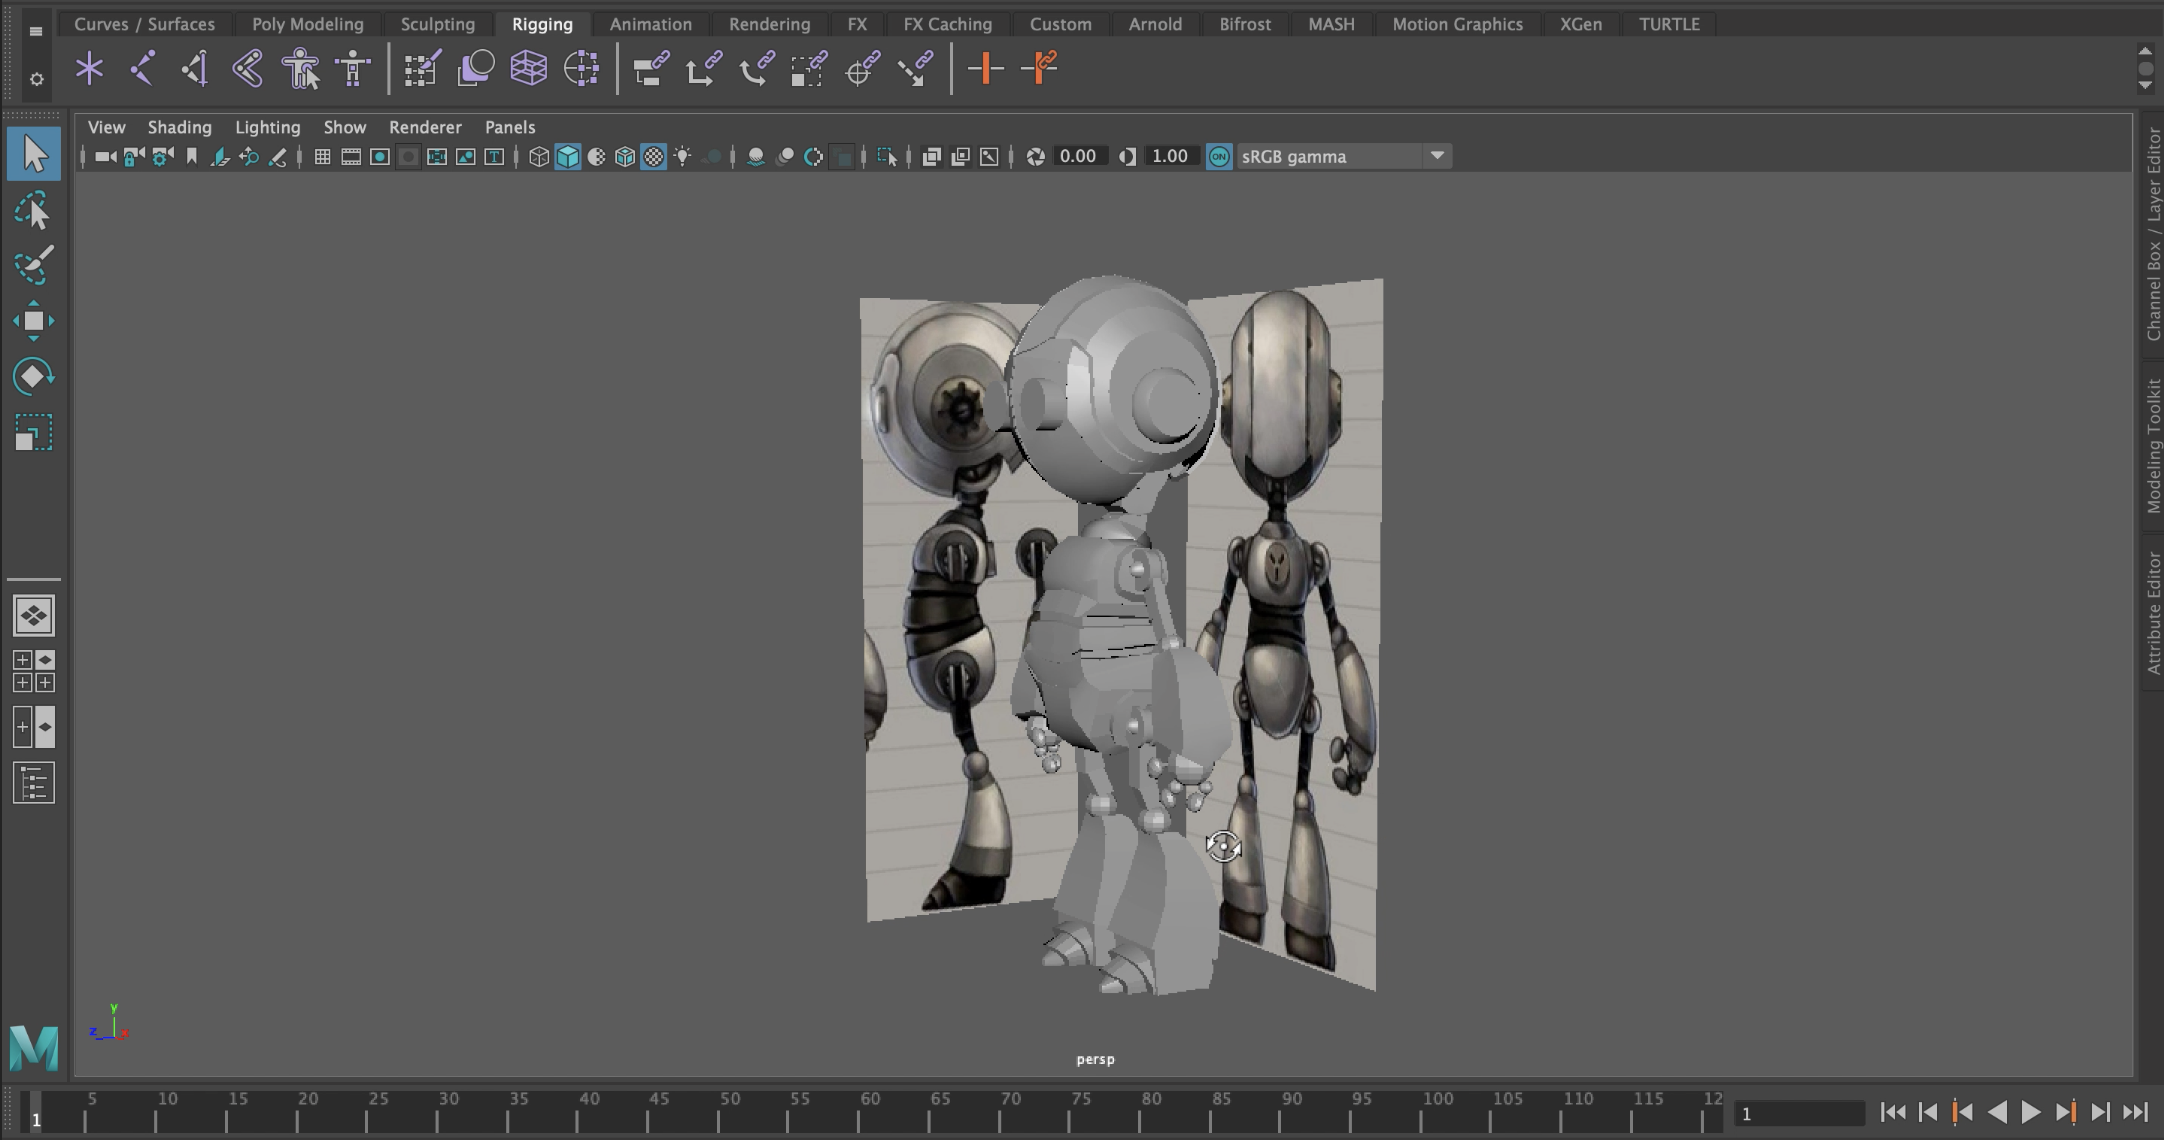 Curves / Surfaces Poly Modeling Sculpting Rigging Animation Rendering FX FX Caching Custom Arnold Bifrost MASH Motion Graphics XGen TURTLE
View Shading Lighting Show Renderer Panels
0.00 1.00 ON sRGB gamma
Channel Box / Layer Editor
Modeling Toolkit
Attribute Editor
y
z x
persp
M
5 10 15 20 25 30 35 40 45 50 55 60 65 70 75 80 85 90 95 100 105 110 115 12
1 1